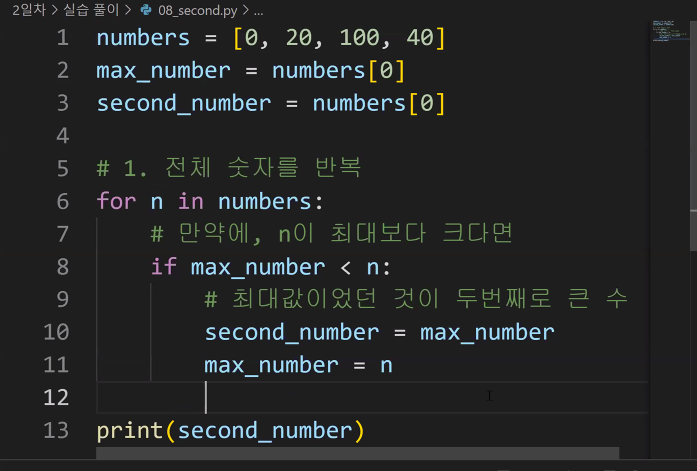 2일차 > 실습 풀이 > 08_second.py > ...
1 numbers = [0, 20, 100, 40]
2 max_number = numbers[0]
3 second_number = numbers[0]
4
5 # 1. 전체 숫자를 반복
6 for n in numbers:
7     # 만약에, n이 최대보다 크다면
8     if max_number < n:
9         # 최대값이었던 것이 두번째로 큰 수
10         second_number = max_number
11         max_number = n
12
13 print(second_number)